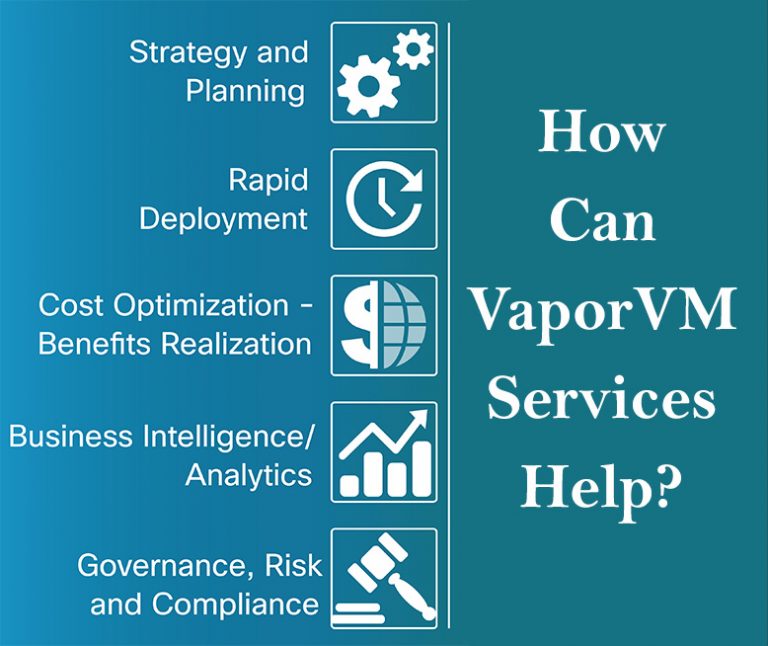 Strategy and
Planning
Rapid
Deployment
Cost Optimization -
Benefits Realization
Business Intelligence/
Analytics
Governance, Risk
and Compliance
How
Can
VaporVM
Services
Help?